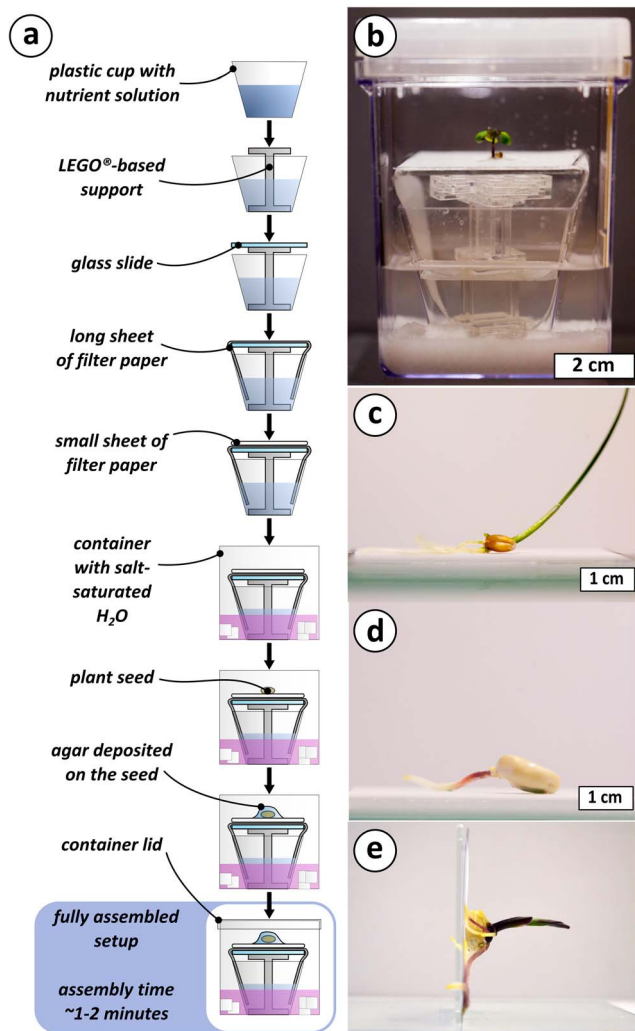 a
plastic cup with
nutrient solution
LEGO®-based
support
glass slide
long sheet
of filter paper
small sheet of
filter paper
container
with salt-
saturated
H₂O
plant seed
agar deposited
on the seed
container lid
fully assembled
setup
assembly time
~1-2 minutes
b
2 cm
c
1 cm
d
1 cm
e